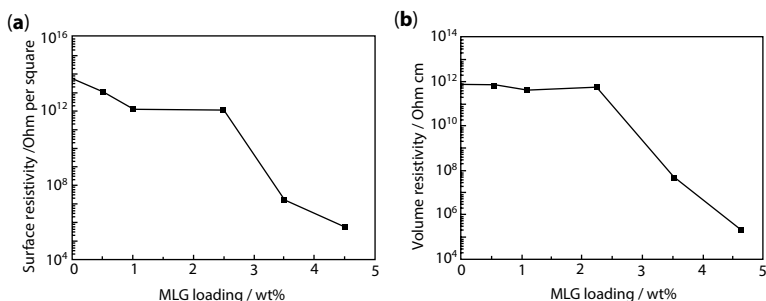 (a)
Surface resistivity /Ohm per square
10^16
10^12
10^8
10^4
0 1 2 3 4 5
MLG loading / wt%
(b)
Volume resistivity / Ohm cm
10^14
10^12
10^10
10^8
10^6
10^4
0 1 2 3 4 5
MLG loading / wt%